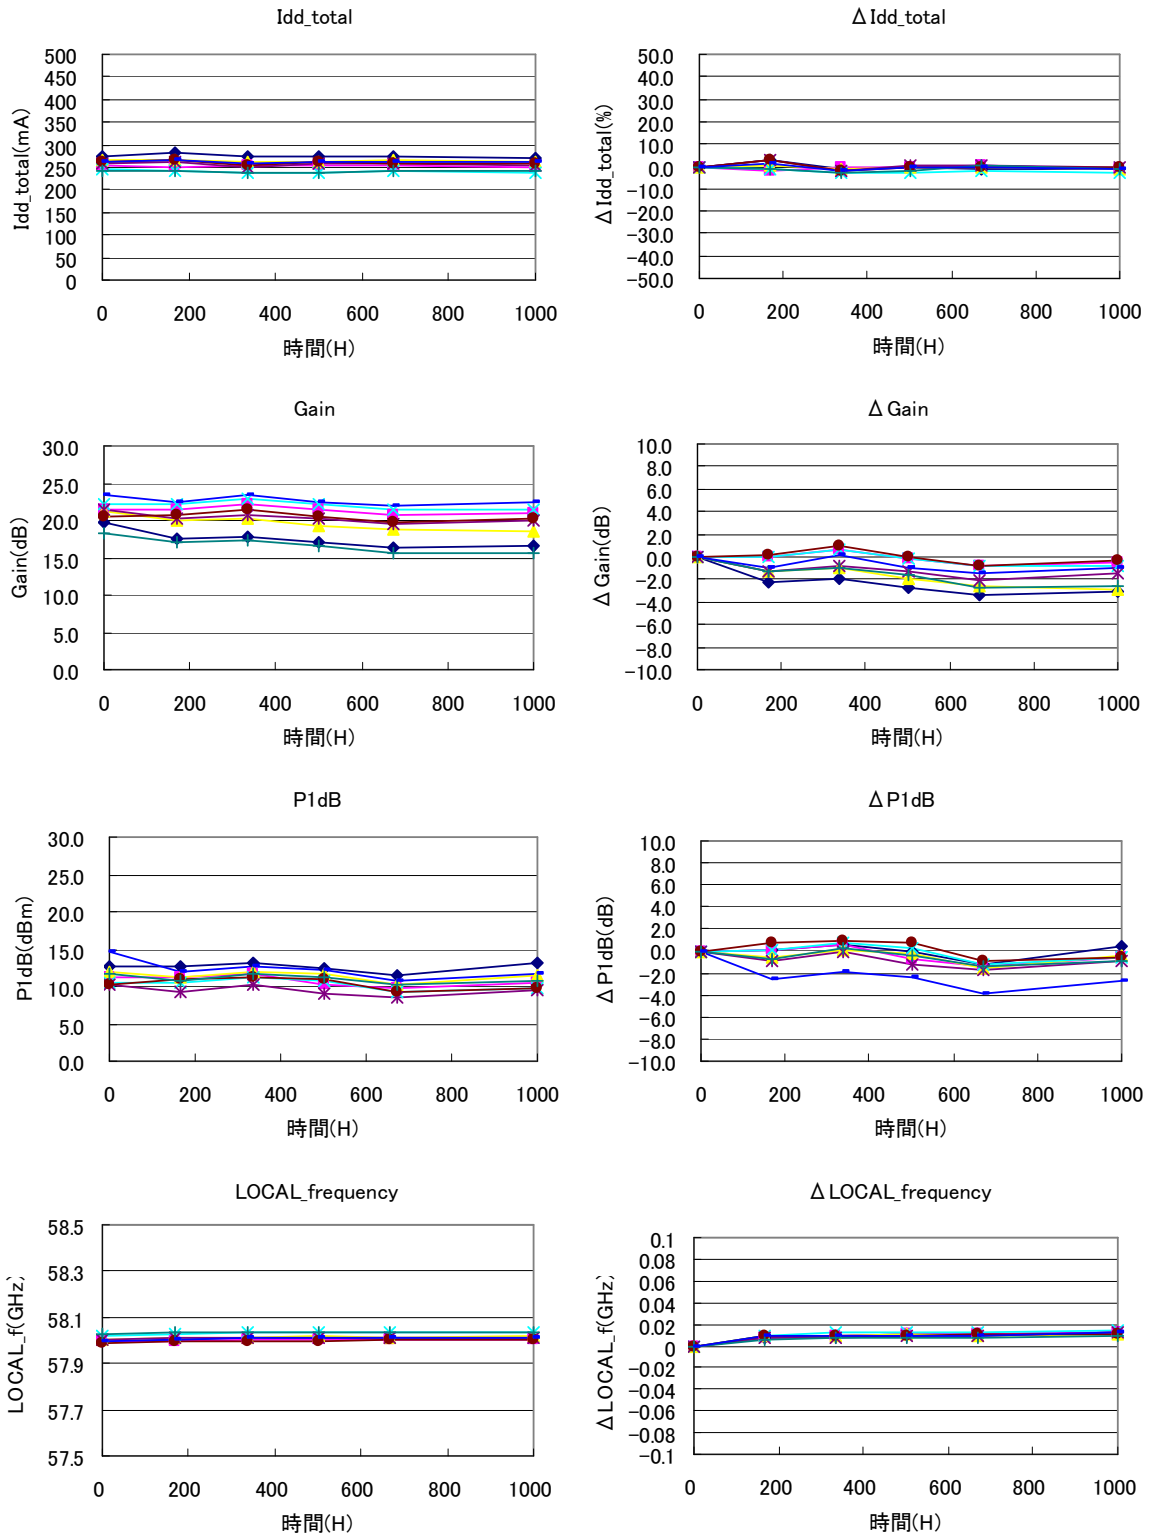 Idd_total
Δ Idd_total
Idd_total(mA)
500
450
400
350
300
250
200
150
100
50
0
0 200 400 600 800 1000
時間(H)
Δ Idd_total(%)
50.0
40.0
30.0
20.0
10.0
0.0
-10.0
-20.0
-30.0
-40.0
-50.0
0 200 400 600 800 1000
時間(H)
Gain
Δ Gain
Gain(dB)
30.0
25.0
20.0
15.0
10.0
5.0
0.0
0 200 400 600 800 1000
時間(H)
Δ Gain(dB)
10.0
8.0
6.0
4.0
2.0
0.0
-2.0
-4.0
-6.0
-8.0
-10.0
0 200 400 600 800 1000
時間(H)
P1dB
Δ P1dB
P1dB(dBm)
30.0
25.0
20.0
15.0
10.0
5.0
0.0
0 200 400 600 800 1000
時間(H)
Δ P1dB(dB)
10.0
8.0
6.0
4.0
2.0
0.0
-2.0
-4.0
-6.0
-8.0
-10.0
0 200 400 600 800 1000
時間(H)
LOCAL_frequency
Δ LOCAL_frequency
LOCAL_f(GHz)
58.5
58.3
58.1
57.9
57.7
57.5
0 200 400 600 800 1000
時間(H)
Δ LOCAL_f(GHz)
0.1
0.08
0.06
0.04
0.02
0
-0.02
-0.04
-0.06
-0.08
-0.1
0 200 400 600 800 1000
時間(H)